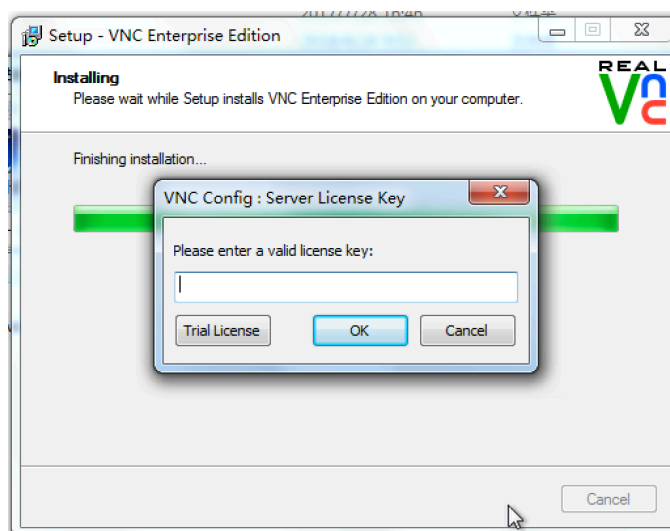 Setup - VNC Enterprise Edition
Installing
Please wait while Setup installs VNC Enterprise Edition on your computer.
REAL
Vnc
Finishing installation...
VNC Config : Server License Key
Please enter a valid license key:
Trial License
OK
Cancel
Cancel